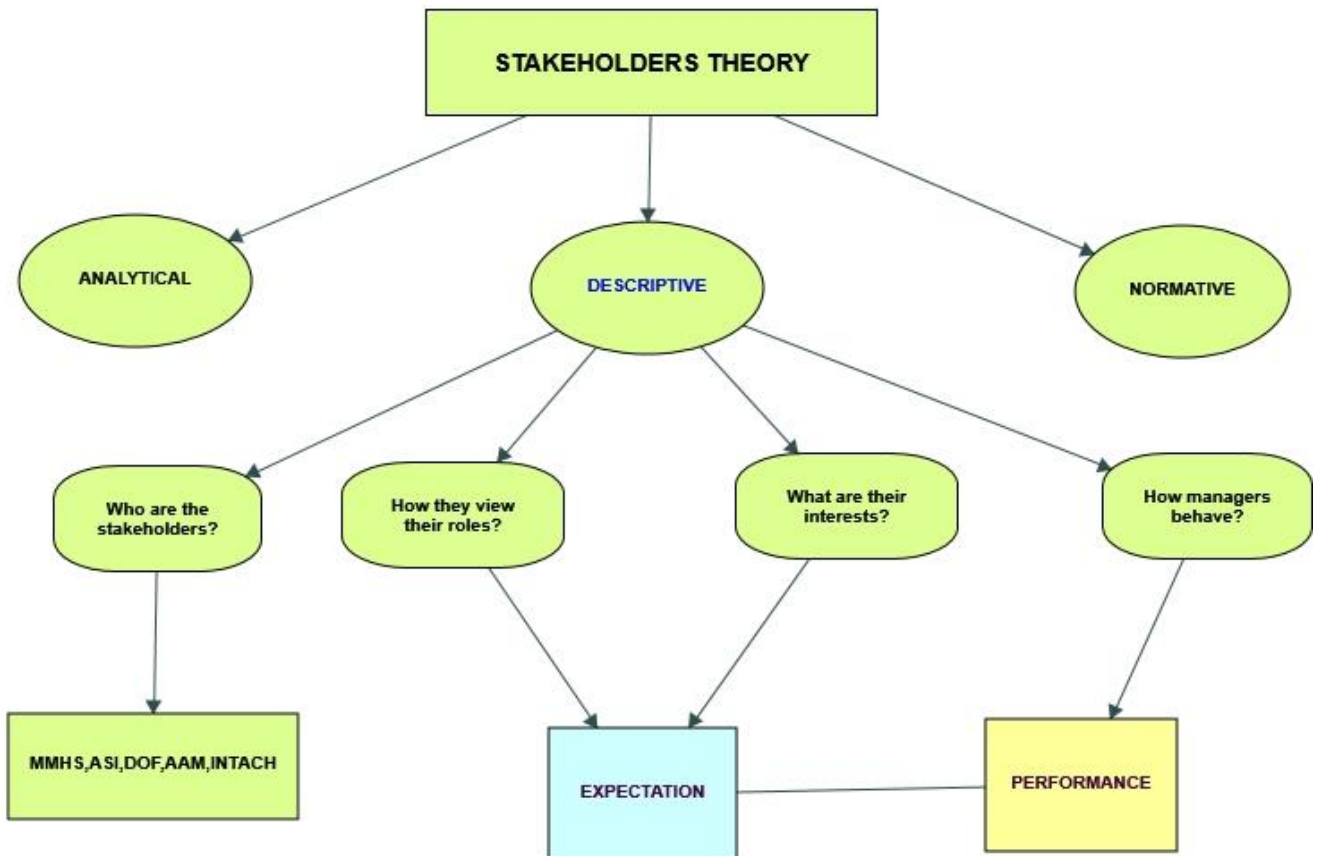 STAKEHOLDERS THEORY
ANALYTICAL
DESCRIPTIVE
NORMATIVE
Who are the
stakeholders?
How they view
their roles?
What are their
interests?
How managers
behave?
MMHS,ASI,DOF,AAM,INTACH
EXPECTATION
PERFORMANCE